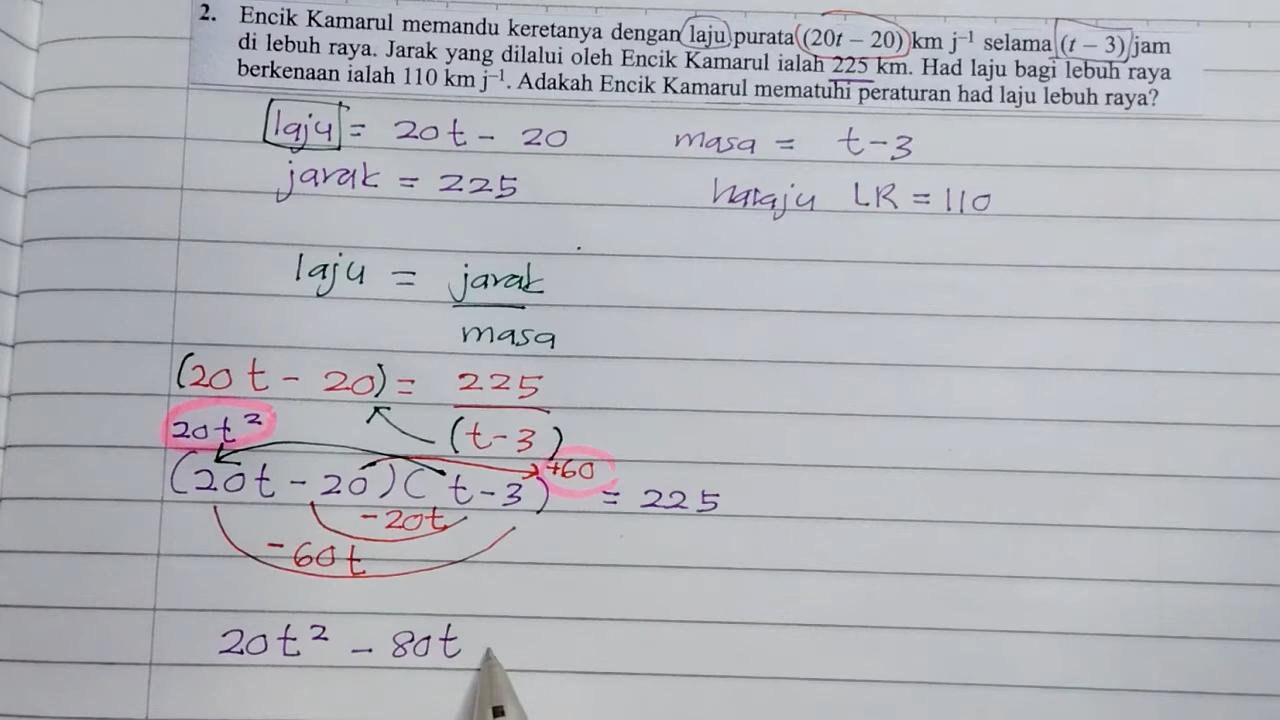 2. Encik Kamarul memandu keretanya dengan laju purata (20t – 20) km j⁻¹ selama (t – 3) jam
di lebuh raya. Jarak yang dilalui oleh Encik Kamarul ialah 225 km. Had laju bagi lebuh raya
berkenaan ialah 110 km j⁻¹. Adakah Encik Kamarul mematuhi peraturan had laju lebuh raya?
laju = 20t - 20 masa = t-3
jarak = 225 LR = 110
laju = jarak
masa
(20t - 20) = 225
20t² (t-3)
+60
(20t - 20)(t-3) = 225
-20t
-60t
20t² - 80t